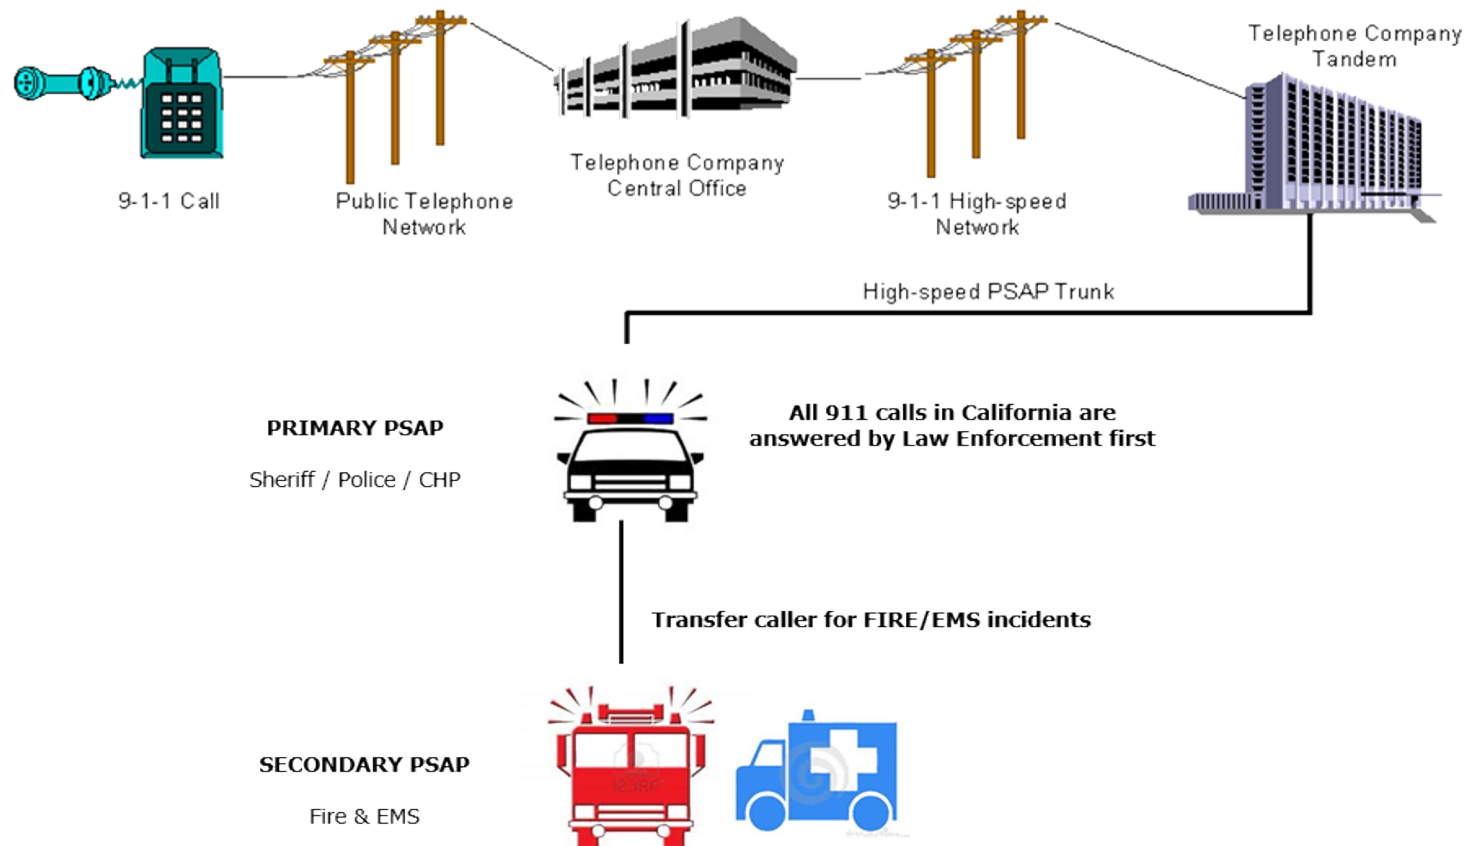 Telephone Company
Tandem
Telephone Company
Central Office
9-1-1 Call
Public Telephone
Network
9-1-1 High-speed
Network
High-speed PSAP Trunk
PRIMARY PSAP
Sheriff / Police / CHP
All 911 calls in California are
answered by Law Enforcement first
Transfer caller for FIRE/EMS incidents
SECONDARY PSAP
Fire & EMS
123RF